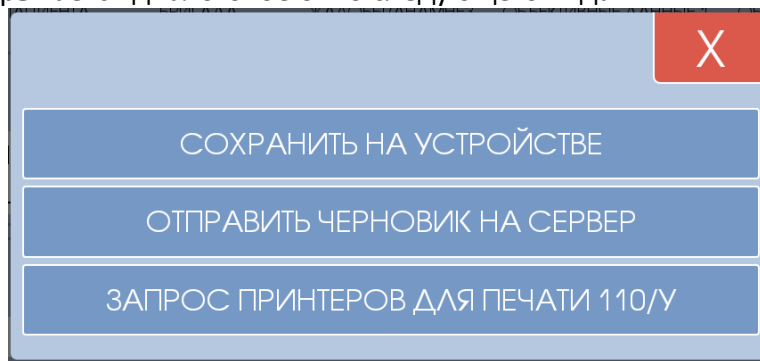 X
СОХРАНИТЬ НА УСТРОЙСТВЕ
ОТПРАВИТЬ ЧЕРНОВИК НА СЕРВЕР
ЗАПРОС ПРИНТЕРОВ ДЛЯ ПЕЧАТИ 110/У